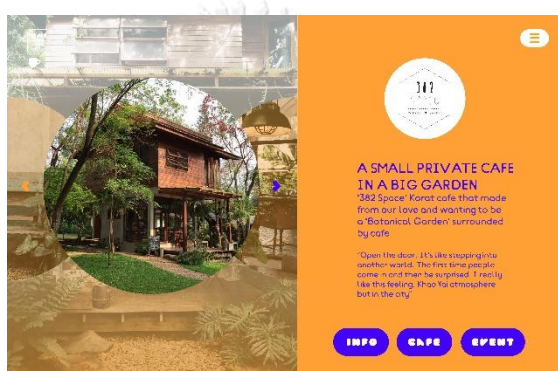 382
A SMALL PRIVATE CAFE
IN A BIG GARDEN
"382 Space" Korat cafe that made
from our love and wanting to be
a "Botanical Garden" surrounded
by cafe
"Open the door. It's like stepping into
another world. The first time people
come in and then be surprised. I really
like this feeling. Khao Yai atmosphere
but in the city"
INFO CAFE EVENT